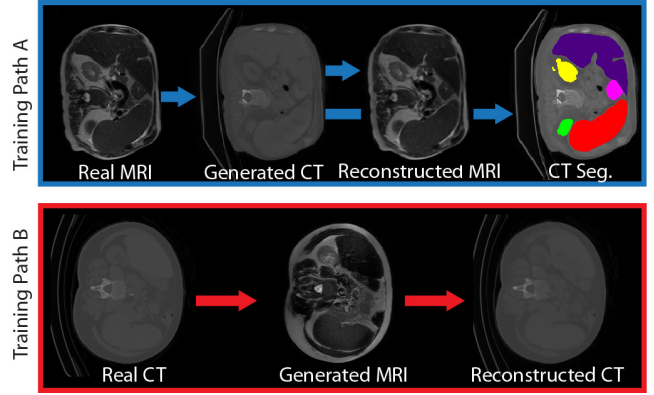 Training Path A
Real MRI
Generated CT
Reconstructed MRI
CT Seg.
Training Path B
Real CT
Generated MRI
Reconstructed CT